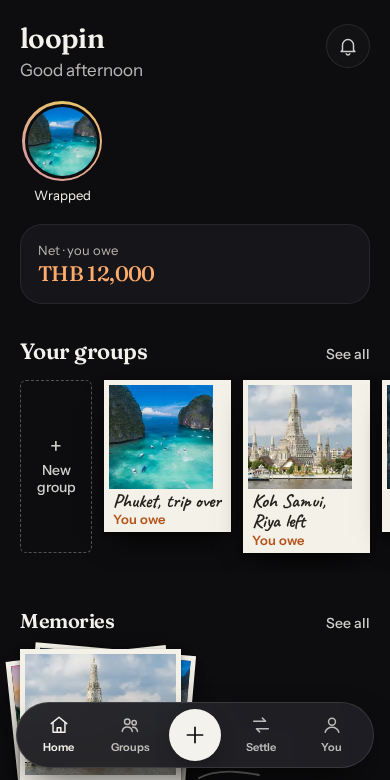 loopin
Good afternoon
Wrapped
Net · you owe
THB 12,000
Your groups
See all
+
New
group
Phuket, trip over
You owe
Koh Samui,
Riya left
You owe
Memories
See all
Home
Groups
+
Settle
You